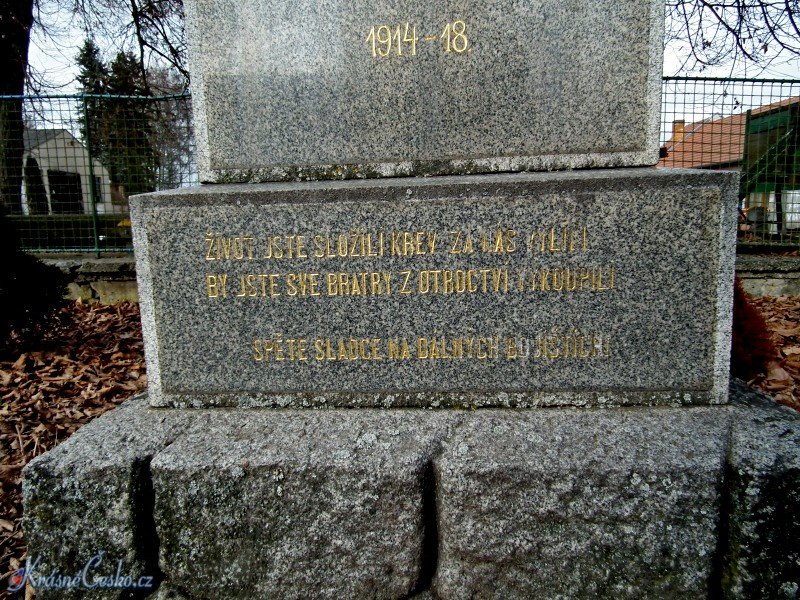 1914-18
ŽIVOT JSTE SLOŽILI KREV ZA NÁS VYLILI
BY JSTE SVÉ BRATRY Z OTROCTVÍ VYKOUPILI
SPĚTE SLADCE NA DÁLNÝCH BOJIŠTÍCH!
KrásnéČesko.cz